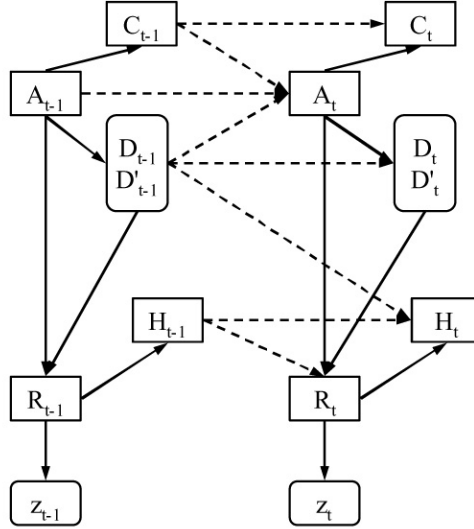 C_{t-1} C_t
A_{t-1} A_t
D_{t-1} D_t
D'_{t-1} D'_t
H_{t-1} H_t
R_{t-1} R_t
z_{t-1} z_t